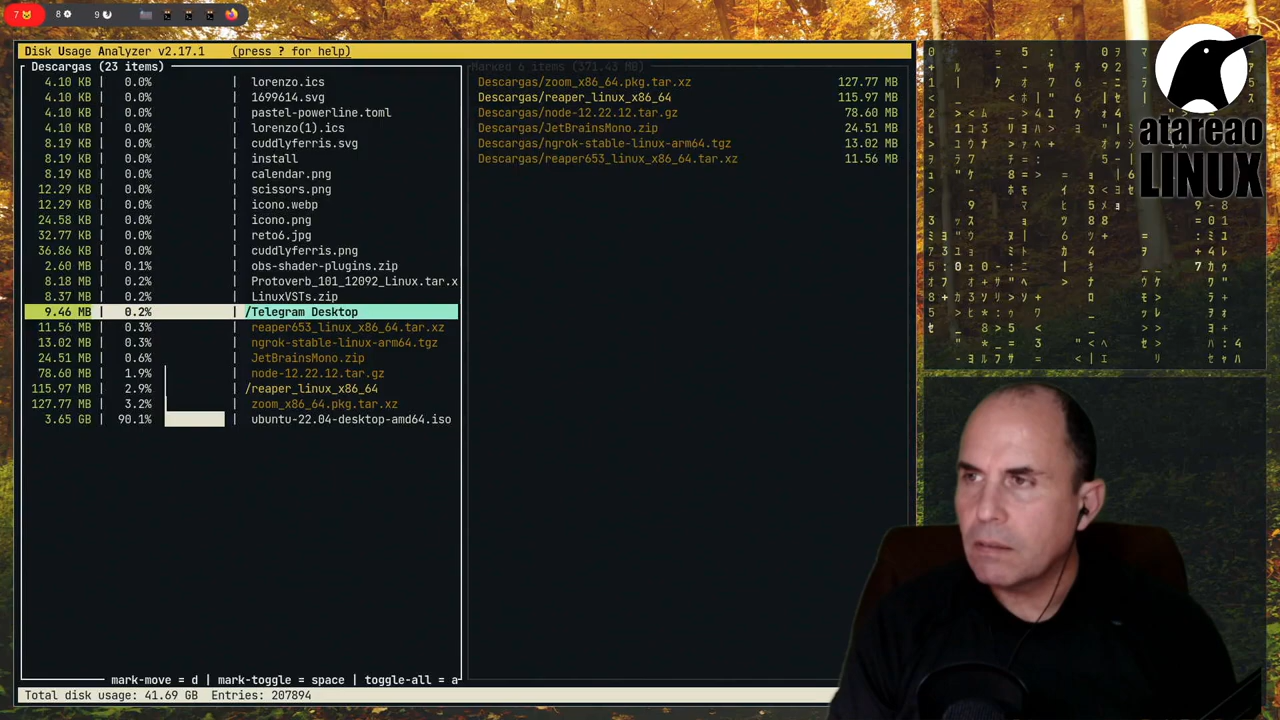 7 8 9
Disk Usage Analyzer v2.17.1 (press ? for help)
Descargas (23 items)
4.10 KB | 0.0% | lorenzo.ics
4.10 KB | 0.0% | 1699614.svg
4.10 KB | 0.0% | pastel-powerline.toml
4.10 KB | 0.0% | lorenzo(1).ics
8.19 KB | 0.0% | cuddlyferris.svg
8.19 KB | 0.0% | install
8.19 KB | 0.0% | calendar.png
12.29 KB | 0.0% | scissors.png
12.29 KB | 0.0% | icono.webp
24.58 KB | 0.0% | icono.png
32.77 KB | 0.0% | reto6.jpg
36.86 KB | 0.0% | cuddlyferris.png
2.60 MB | 0.1% | obs-shader-plugins.zip
8.18 MB | 0.2% | Protoverb_101_12092_Linux.tar.x
8.37 MB | 0.2% | LinuxVSTs.zip
9.46 MB | 0.2% | /Telegram Desktop
11.56 MB | 0.3% | reaper653_linux_x86_64.tar.xz
13.02 MB | 0.3% | ngrok-stable-linux-arm64.tgz
24.51 MB | 0.6% | JetBrainsMono.zip
78.60 MB | 1.9% | node-12.22.12.tar.gz
115.97 MB | 2.9% | /reaper_linux_x86_64
127.77 MB | 3.2% | zoom_x86_64.pkg.tar.xz
3.65 GB | 90.1% | ubuntu-22.04-desktop-amd64.iso
mark-move = d | mark-toggle = space | toggle-all = a
Marked 6 items (371.43 MB)
Descargas/zoom_x86_64.pkg.tar.xz 127.77 MB
Descargas/reaper_linux_x86_64 115.97 MB
Descargas/node-12.22.12.tar.gz 78.60 MB
Descargas/JetBrainsMono.zip 24.51 MB
Descargas/ngrok-stable-linux-arm64.tgz 13.02 MB
Descargas/reaper653_linux_x86_64.tar.xz 11.56 MB
Total disk usage: 41.69 GB Entries: 207894
atareao
LINUX